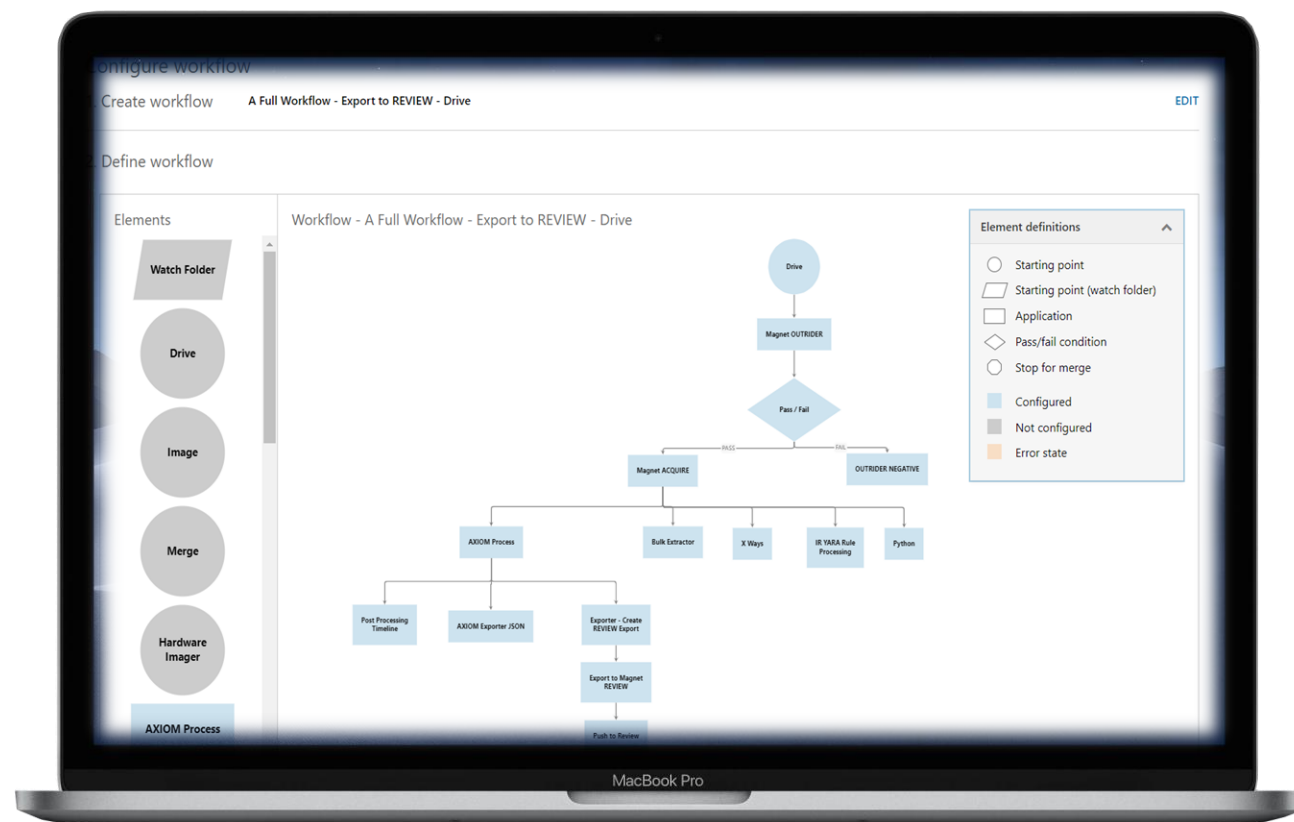 Configure workflow
1. Create workflow
A Full Workflow - Export to REVIEW - Drive
EDIT
2. Define workflow
Elements
Watch Folder
Drive
Image
Merge
Hardware
Imager
AXIOM Process
Workflow - A Full Workflow - Export to REVIEW - Drive
Drive
Magnet OUTRIDER
Pass / Fail
PASS
FAIL
Magnet ACQUIRE
OUTRIDER NEGATIVE
AXIOM Process
Bulk Extractor
X Ways
IR YARA Rule
Processing
Python
Post Processing
Timeline
AXIOM Exporter JSON
Exporter - Create
REVIEW Export
Export to Magnet
REVIEW
Push to Review
Element definitions
Starting point
Starting point (watch folder)
Application
Pass/fail condition
Stop for merge
Configured
Not configured
Error state
MacBook Pro